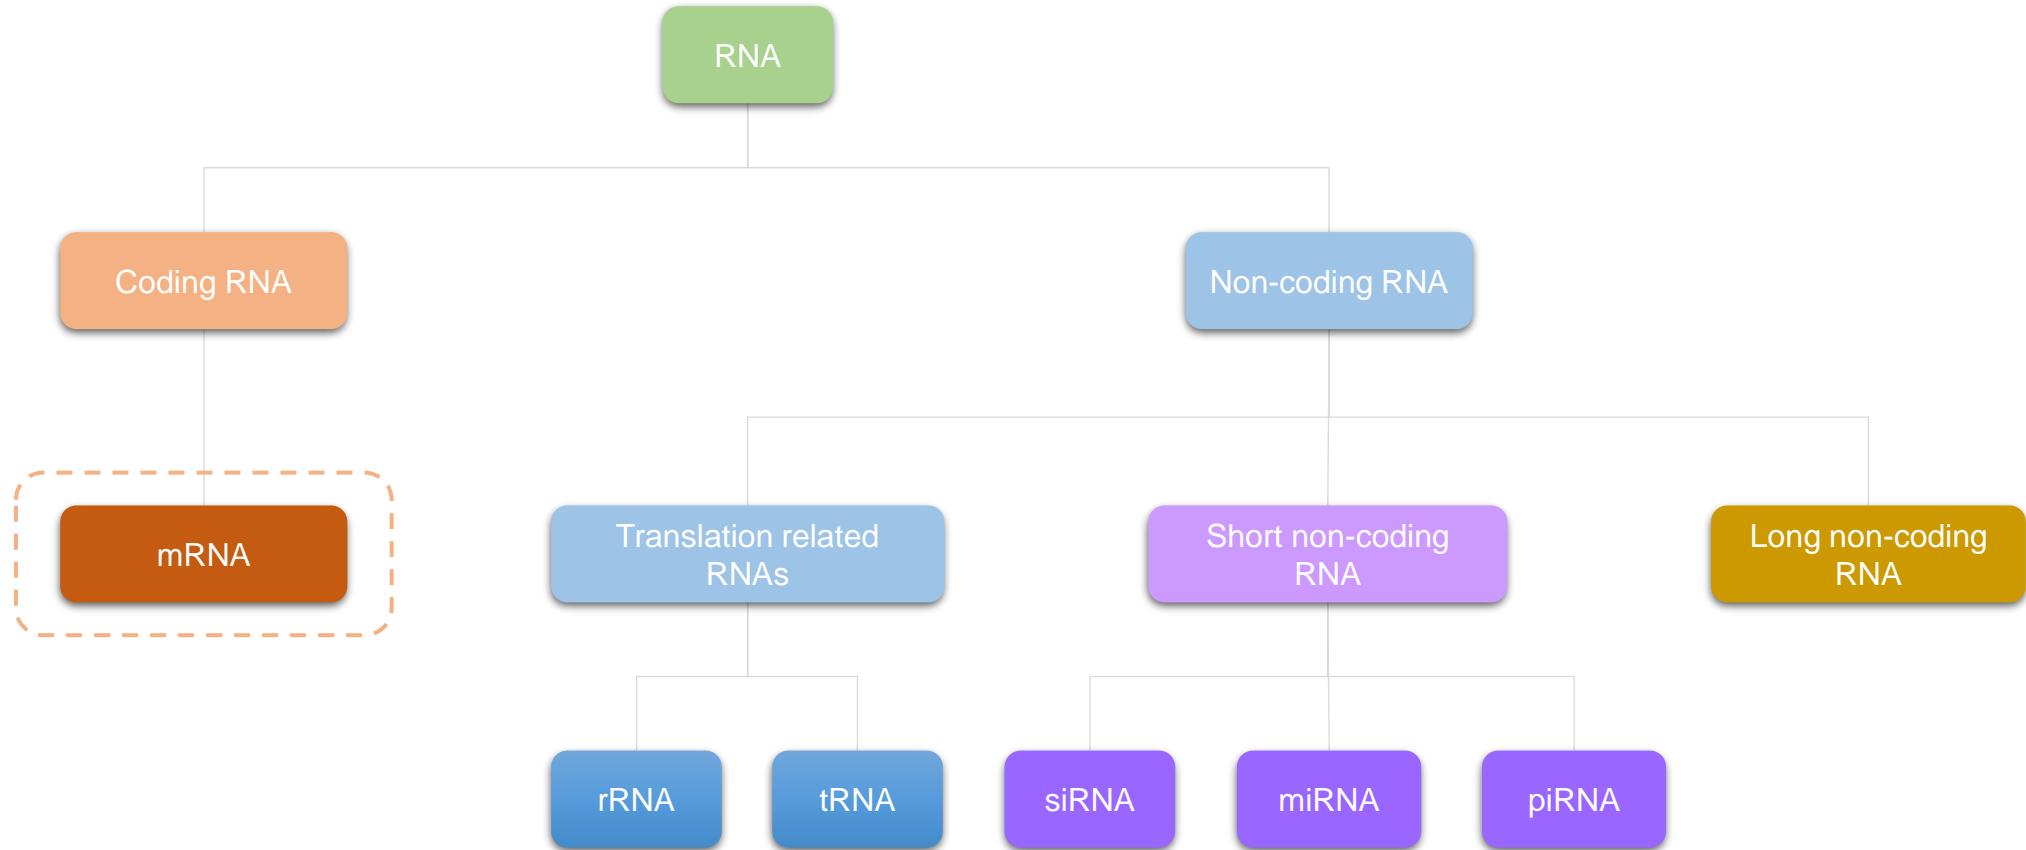 RNA
Coding RNA
Non-coding RNA
mRNA
Translation related
RNAs
Short non-coding
RNA
Long non-coding
RNA
rRNA
tRNA
siRNA
miRNA
piRNA